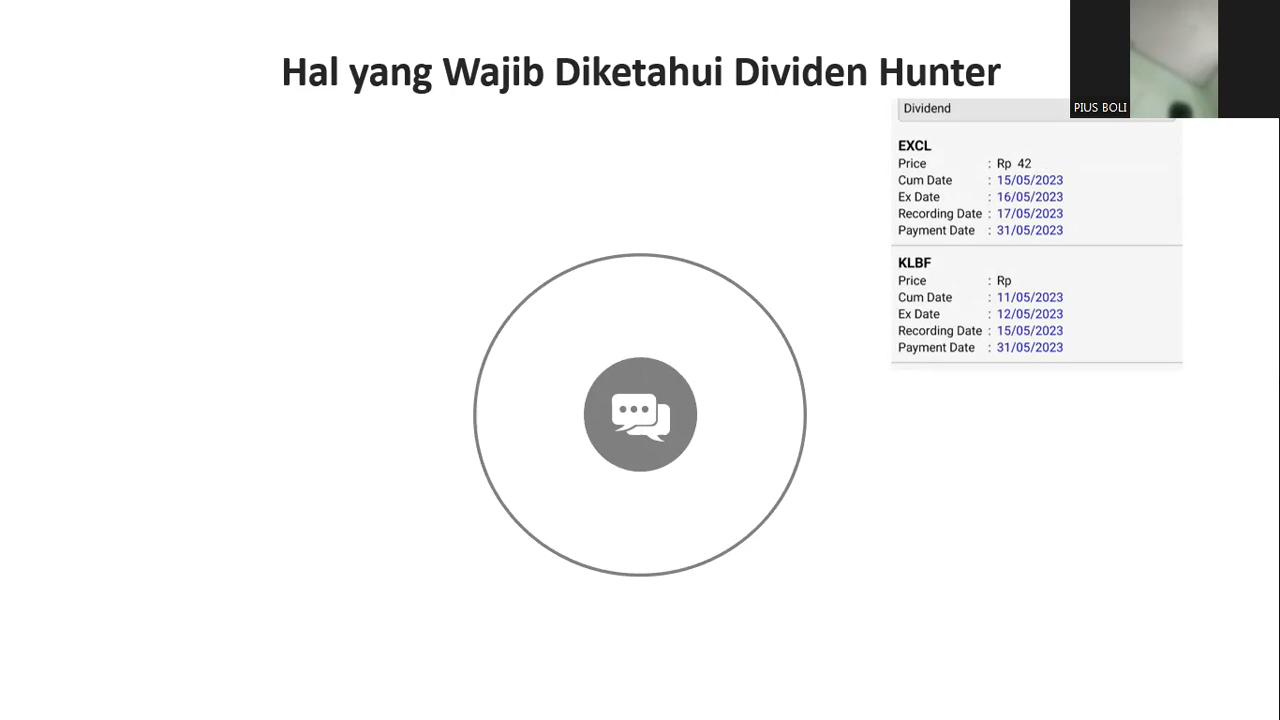 Hal yang Wajib Diketahui Dividen Hunter
PIUS BOLI
Dividend
EXCL
Price : Rp 42
Cum Date : 15/05/2023
Ex Date : 16/05/2023
Recording Date : 17/05/2023
Payment Date : 31/05/2023
KLBF
Price : Rp
Cum Date : 11/05/2023
Ex Date : 12/05/2023
Recording Date : 15/05/2023
Payment Date : 31/05/2023